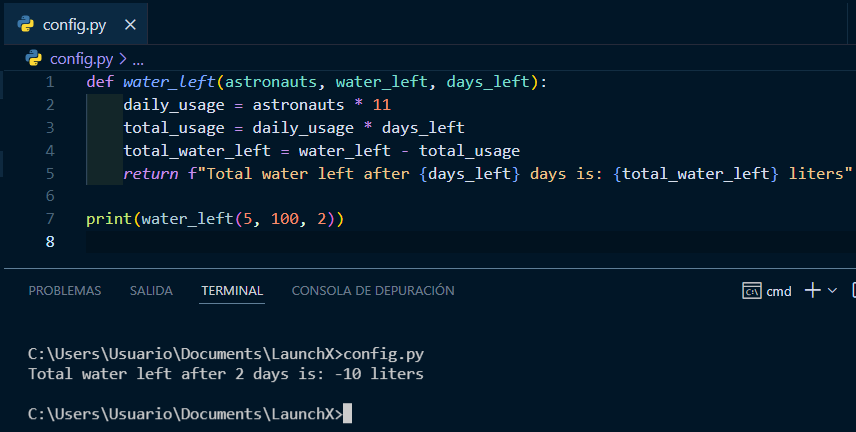 config.py ×
config.py > ...
1 def water_left(astronauts, water_left, days_left):
2     daily_usage = astronauts * 11
3     total_usage = daily_usage * days_left
4     total_water_left = water_left - total_usage
5     return f"Total water left after {days_left} days is: {total_water_left} liters"
6
7 print(water_left(5, 100, 2))
8
PROBLEMAS SALIDA TERMINAL CONSOLA DE DEPURACIÓN cmd
C:\Users\Usuario\Documents\LaunchX>config.py
Total water left after 2 days is: -10 liters
C:\Users\Usuario\Documents\LaunchX>